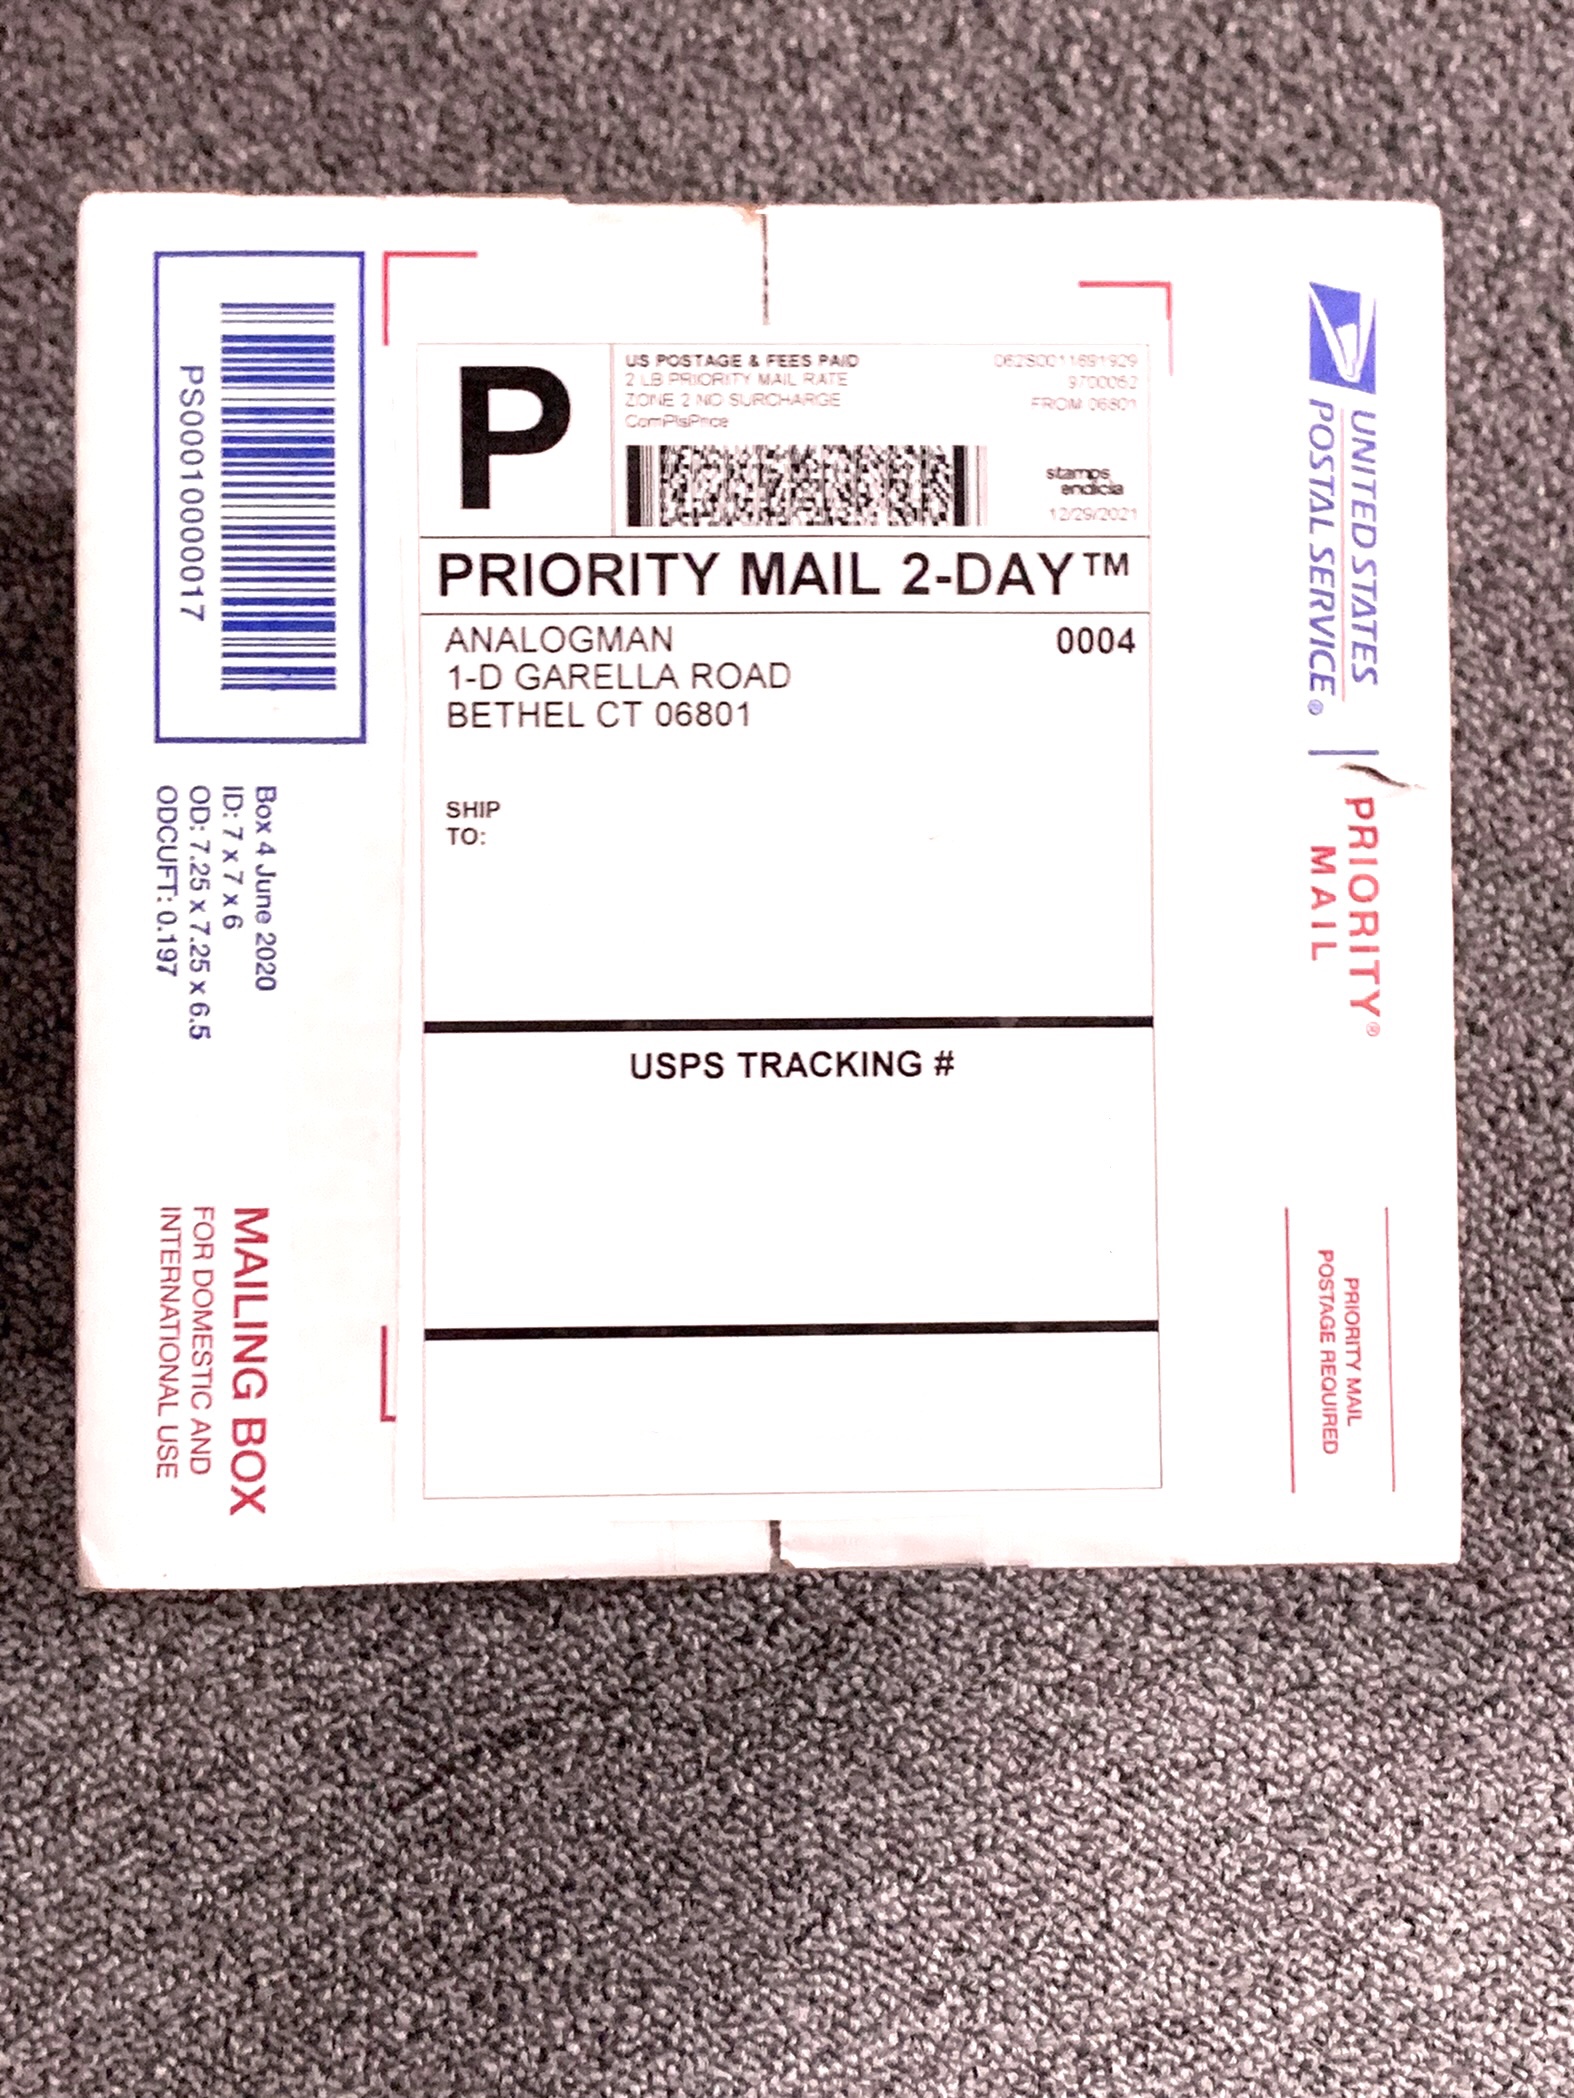 P
US POSTAGE & FEES PAID
2 LB PRIORITY MAIL RATE
ZONE 2 NO SURCHARGE
ComPlsPrice
062S0011691929
9700062
FROM 06801
stamps
endicia
12/29/2021
PRIORITY MAIL 2-DAY™
ANALOGMAN
1-D GARELLA ROAD
BETHEL CT 06801
0004
SHIP
TO:
USPS TRACKING #
PS00010000017
Box 4 June 2020
ID: 7 x 7 x 6
OD: 7.25 x 7.25 x 6.5
ODCUFT: 0.197
MAILING BOX
FOR DOMESTIC AND
INTERNATIONAL USE
UNITED STATES
POSTAL SERVICE®
PRIORITY®
MAIL
PRIORITY MAIL
POSTAGE REQUIRED